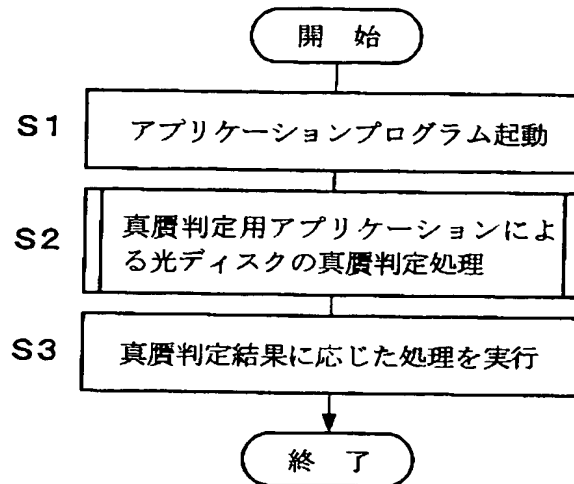 開 始
S1
アプリケーションプログラム起動
S2
真贋判定用アプリケーションによ
る光ディスクの真贋判定処理
S3
真贋判定結果に応じた処理を実行
終 了